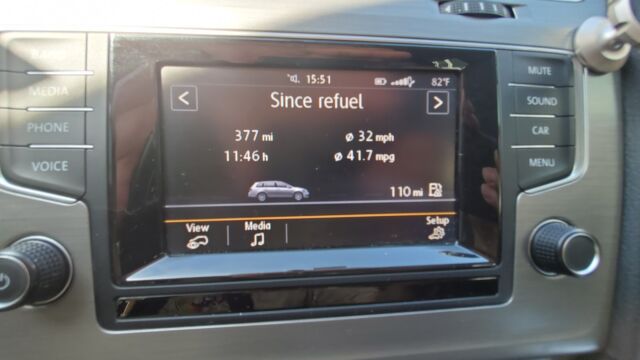 15:51 82°F
Since refuel
377 mi ø 32 mph
11:46 h ø 41.7 mpg
110 mi
View Media Setup
MEDIA
PHONE
VOICE
MUTE
SOUND
CAR
MENU